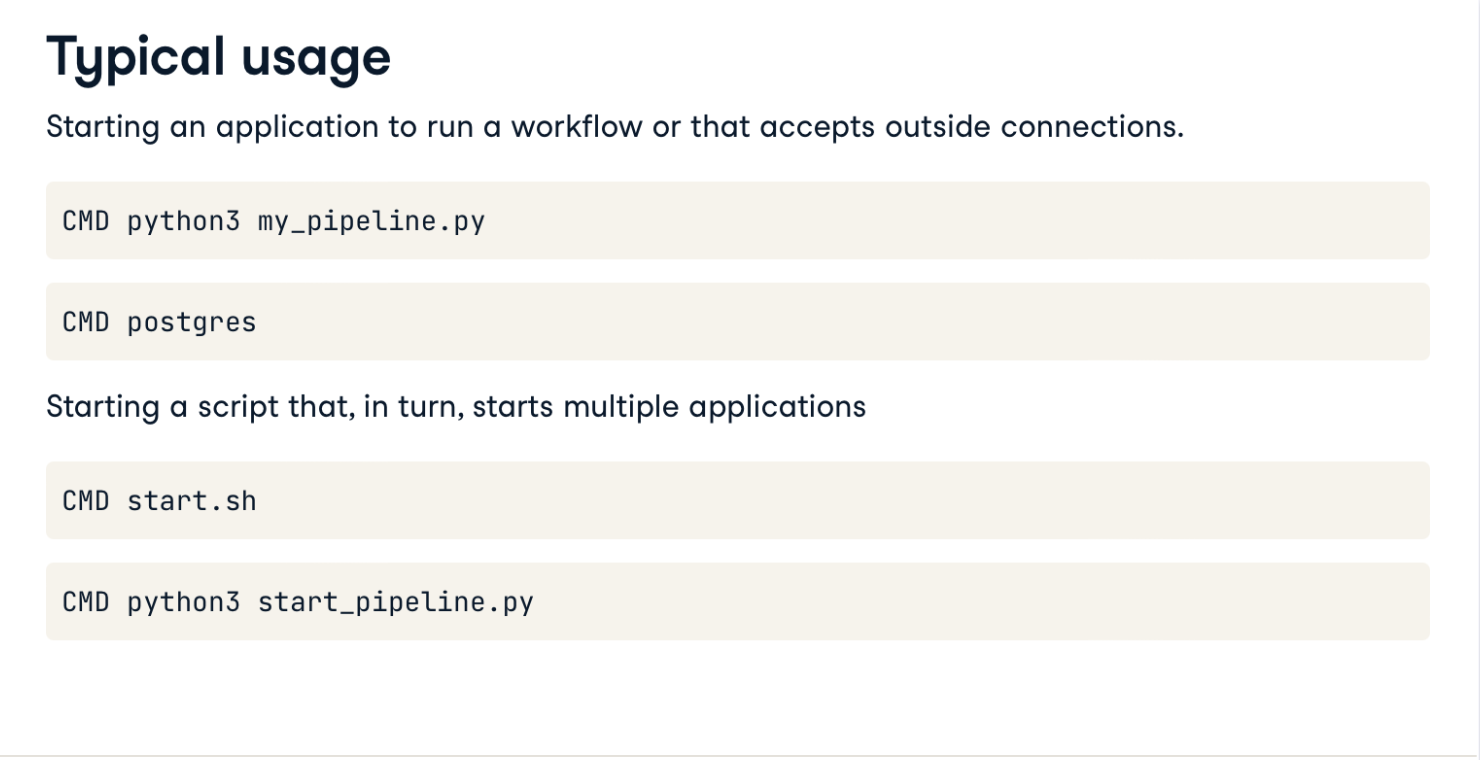 Typical usage
Starting an application to run a workflow or that accepts outside connections.
CMD python3 my_pipeline.py
CMD postgres
Starting a script that, in turn, starts multiple applications
CMD start.sh
CMD python3 start_pipeline.py